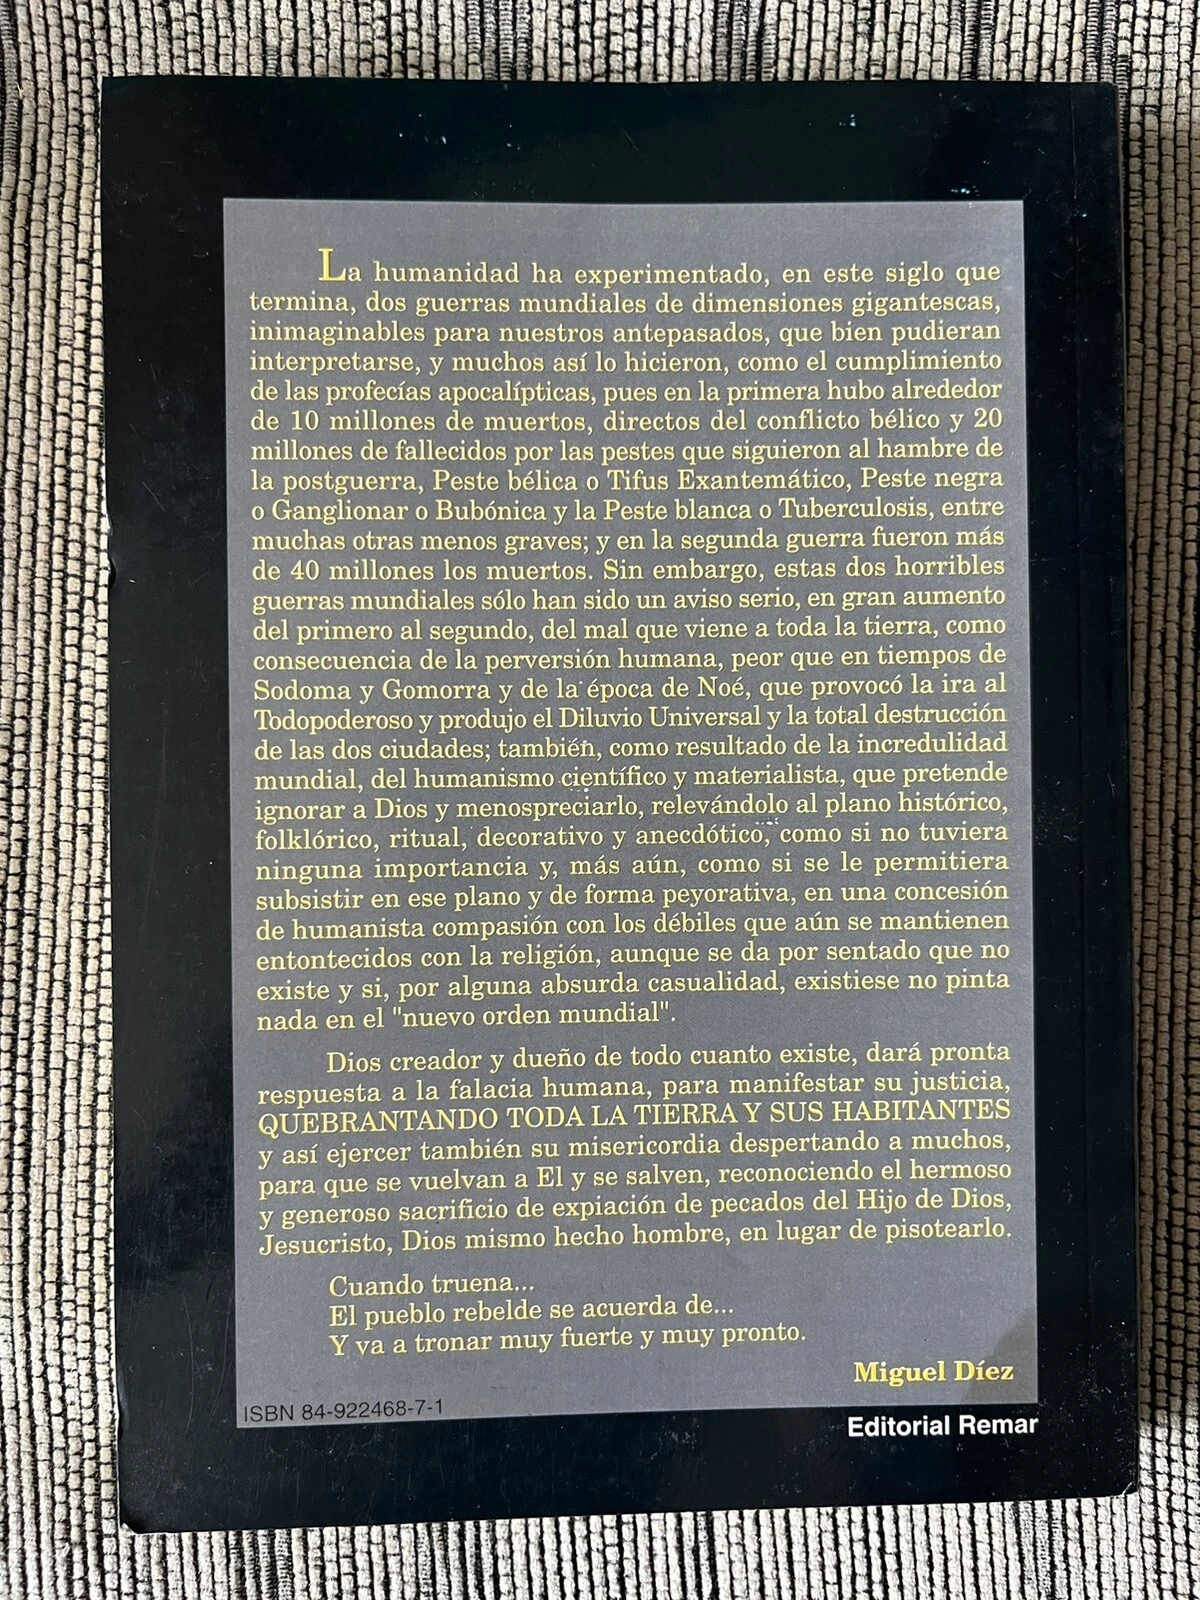 La humanidad ha experimentado, en este siglo que
termina, dos guerras mundiales de dimensiones gigantescas,
inimaginables para nuestros antepasados, que bien pudieran
interpretarse, y muchos así lo hicieron, como el cumplimiento
de las profecías apocalípticas, pues en la primera hubo alrededor
de 10 millones de muertos, directos del conflicto bélico y 20
millones de fallecidos por las pestes que siguieron al hambre de
la postguerra, Peste bélica o Tifus Exantemático, Peste negra
o Ganglionar o Bubónica y la Peste blanca o Tuberculosis, entre
muchas otras menos graves; y en la segunda guerra fueron más
de 40 millones los muertos. Sin embargo, estas dos horribles
guerras mundiales sólo han sido un aviso serio, en gran aumento
del primero al segundo, del mal que viene a toda la tierra, como
consecuencia de la perversión humana, peor que en tiempos de
Sodoma y Gomorra y de la época de Noé, que provocó la ira al
Todopoderoso y produjo el Diluvio Universal y la total destrucción
de las dos ciudades; también, como resultado de la incredulidad
mundial, del humanismo científico y materialista, que pretende
ignorar a Dios y menospreciarlo, relevándolo al plano histórico,
folklórico, ritual, decorativo y anecdótico, como si no tuviera
ninguna importancia y, más aún, como si se le permitiera
subsistir en ese plano y de forma peyorativa, en una concesión
de humanista compasión con los débiles que aún se mantienen
entontecidos con la religión, aunque se da por sentado que no
existe y si, por alguna absurda casualidad, existiese no pinta
nada en el "nuevo orden mundial".
Dios creador y dueño de todo cuanto existe, dará pronta
respuesta a la falacia humana, para manifestar su justicia,
QUEBRANTANDO TODA LA TIERRA Y SUS HABITANTES
y así ejercer también su misericordia despertando a muchos,
para que se vuelvan a El y se salven, reconociendo el hermoso
y generoso sacrificio de expiación de pecados del Hijo de Dios,
Jesucristo, Dios mismo hecho hombre, en lugar de pisotearlo.
Cuando truena...
El pueblo rebelde se acuerda de...
Y va a tronar muy fuerte y muy pronto.
Miguel Díez
ISBN 84-922468-7-1
Editorial Remar